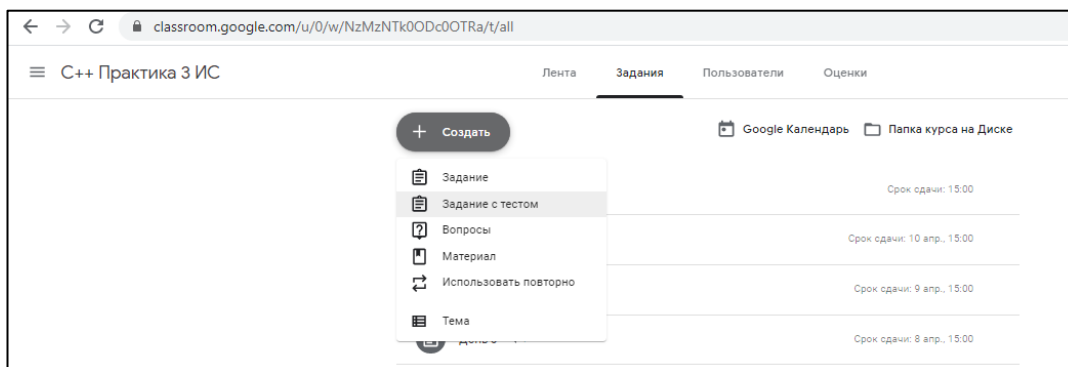 classroom.google.com/u/0/w/NzMzNTk0ODc0OTRa/t/all
C++ Практика 3 ИС
Лента Задания Пользователи Оценки
Создать
Google Календарь Папка курса на Диске
Задание
Срок сдачи: 15:00
Задание с тестом
Вопросы
Срок сдачи: 10 апр., 15:00
Материал
Использовать повторно
Срок сдачи: 9 апр., 15:00
Тема
Срок сдачи: 8 апр., 15:00